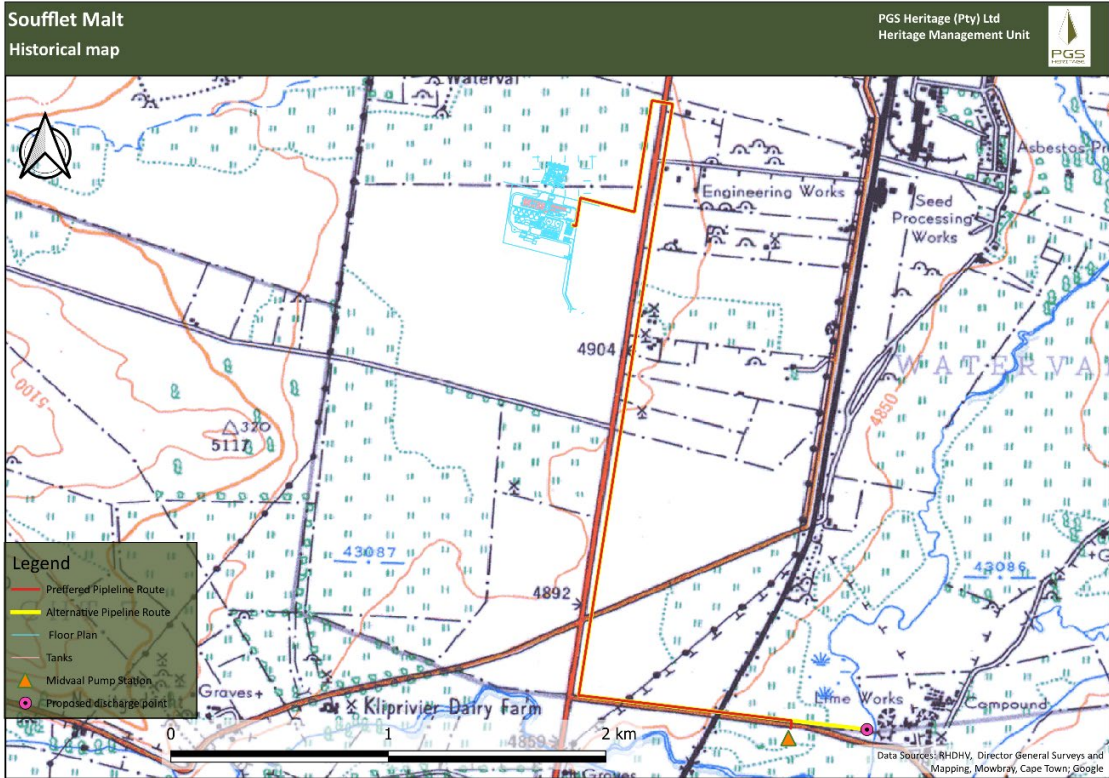 Soufflet Malt
Historical map
PGS Heritage (Pty) Ltd
Heritage Management Unit
PGS
HERITAGE
Waterval
Asbestos Pr
Engineering Works
Seed
Processing
Works
4904
WATERVA
5100
4850
320
5117
43087
43086
4892
+G
Legend
Preffered Pipleline Route
Alternative Pipeline Route
Floor Plan
Tanks
Midvaal Pump Station
Proposed discharge point
Graves+
Kliprivier Dairy Farm
Lime Works
Compound
4859
Graves
0 1 2 km
Data Sources: RHDHV, Director General Surveys and
Mapping, Mowbray, Cape Town; Google